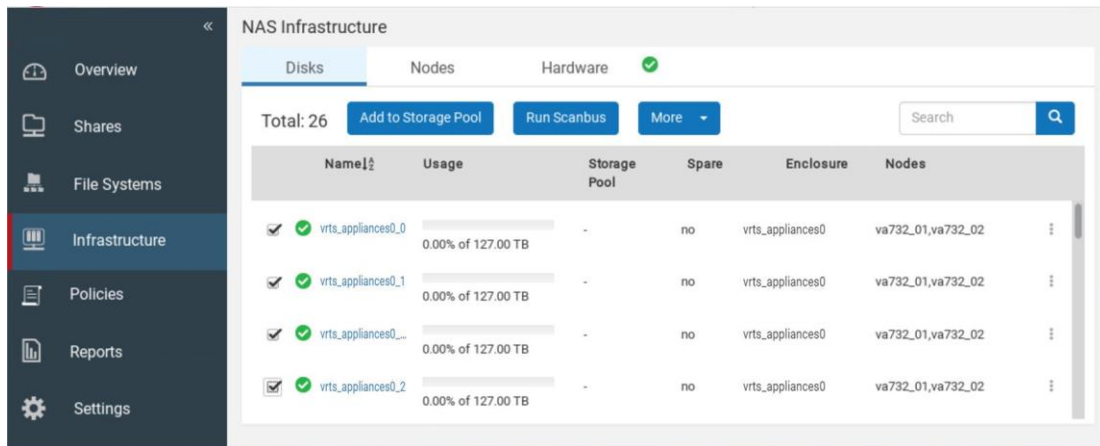 «
NAS Infrastructure
Overview
Shares
File Systems
Infrastructure
Policies
Reports
Settings
Disks Nodes Hardware
Total: 26 Add to Storage Pool Run Scanbus More Search
Name Usage Storage Pool Spare Enclosure Nodes
vrts_appliances0_0 0.00% of 127.00 TB - no vrts_appliances0 va732_01,va732_02
vrts_appliances0_1 0.00% of 127.00 TB - no vrts_appliances0 va732_01,va732_02
vrts_appliances0_... 0.00% of 127.00 TB - no vrts_appliances0 va732_01,va732_02
vrts_appliances0_2 0.00% of 127.00 TB - no vrts_appliances0 va732_01,va732_02